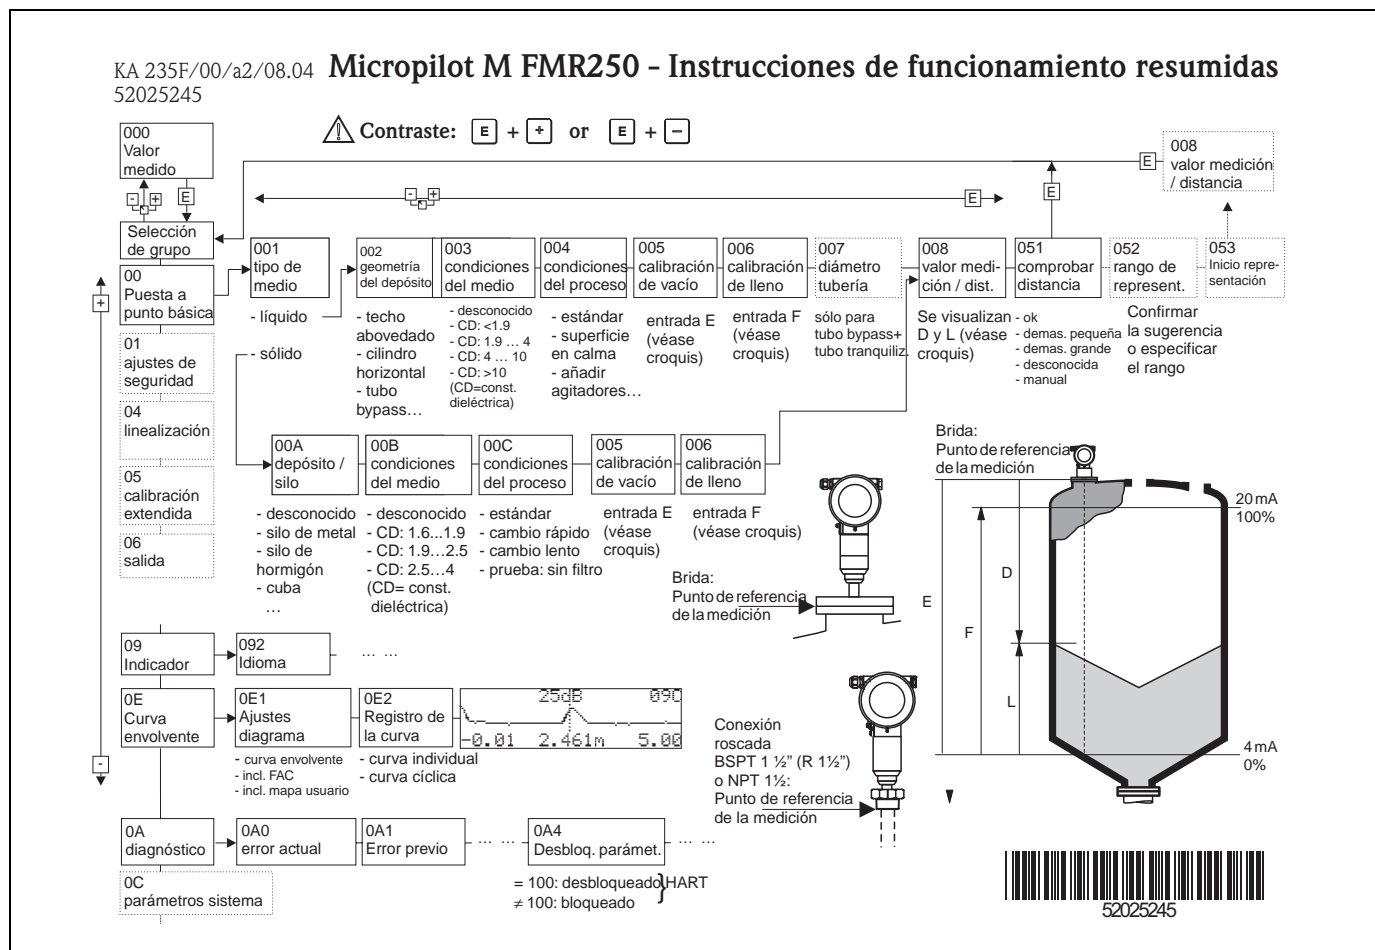 KA 235F/00/a2/08.04 Micropilot M FMR250 - Instrucciones de funcionamiento resumidas
52025245
Contraste: E + + or E + -
000
Valor
medido
- + E
Selección
de grupo
00
Puesta a
punto básica
01
ajustes de
seguridad
04
linealización
05
calibración
extendida
06
salida
+
-
- +
E
E
E
008
valor medición
/ distancia
001
tipo de
medio
- líquido
- sólido
002
geometría
del depósito
- techo
abovedado
- cilindro
horizontal
- tubo
bypass…
003
condiciones
del medio
- desconocido
- CD: <1.9
- CD: 1.9 … 4
- CD: 4 … 10
- CD: >10
(CD=const.
dieléctrica)
004
condiciones
del proceso
- estándar
- superficie
en calma
- añadir
agitadores…
005
calibración
de vacío
entrada E
(véase
croquis)
006
calibración
de lleno
entrada F
(véase
croquis)
007
diámetro
tubería
sólo para
tubo bypass+
tubo tranquiliz.
008
valor medi-
ción / dist.
Se visualizan
D y L (véase
croquis)
051
comprobar
distancia
- ok
- demas. pequeña
- demas. grande
- desconocida
- manual
052
rango de
represent.
Confirmar
la sugerencia
o especificar
el rango
053
Inicio repre-
sentación
00A
depósito /
silo
- desconocido
- silo de metal
- silo de
hormigón
- cuba
…
00B
condiciones
del medio
- desconocido
- CD: 1.6...1.9
- CD: 1.9…2.5
- CD: 2.5…4
(CD= const.
dieléctrica)
00C
condiciones
del proceso
- estándar
- cambio rápido
- cambio lento
- prueba: sin filtro
005
calibración
de vacío
entrada E
(véase
croquis)
006
calibración
de lleno
entrada F
(véase croquis)
Brida:
Punto de referencia
de la medición
Brida:
Punto de referencia
de la medición
20 mA
100%
D
E
F
L
4 mA
0%
09
Indicador
092
Idioma
… …
0E
Curva
envolvente
0E1
Ajustes
diagrama
- curva envolvente
- incl. FAC
- incl. mapa usuario
0E2
Registro de
la curva
- curva individual
- curva cíclica
25dB 09C
-0.01 2.461m 5.00
Conexión
roscada
BSPT 1 ½” (R 1½”)
o NPT 1½:
Punto de referencia
de la medición
0A
diagnóstico
0A0
error actual
0A1
Error previo
… …
0A4
Desbloq. parámet.
… …
= 100: desbloqueado
≠ 100: bloqueado
} HART
0C
parámetros sistema
52025245